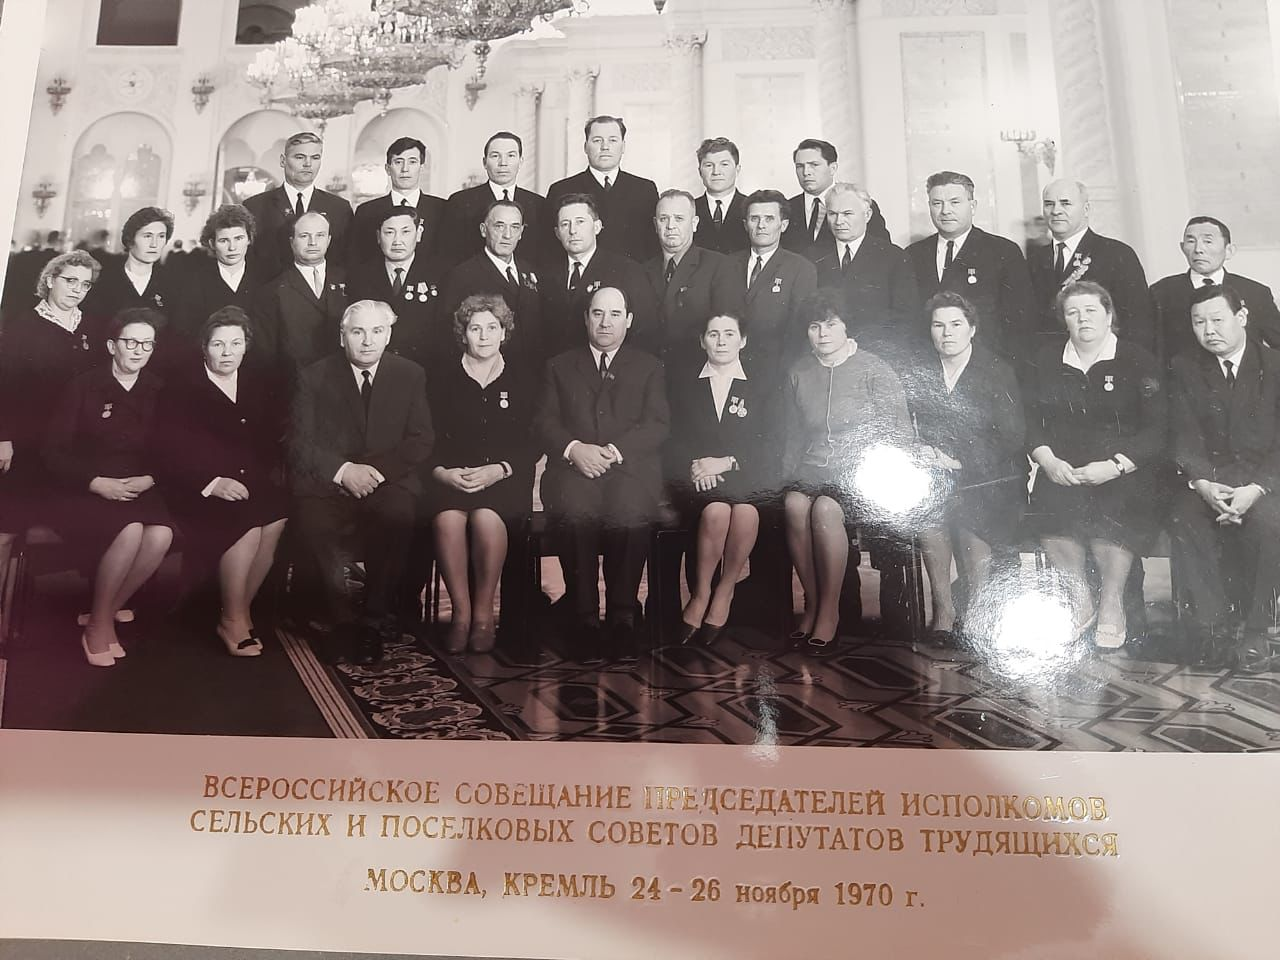 ВСЕРОССИЙСКОЕ СОВЕЩАНИЕ ПРЕДСЕДАТЕЛЕЙ ИСПОЛКОМОВ
СЕЛЬСКИХ И ПОСЕЛКОВЫХ СОВЕТОВ ДЕПУТАТОВ ТРУДЯЩИХСЯ
МОСКВА, КРЕМЛЬ 24-26 ноября 1970 г.